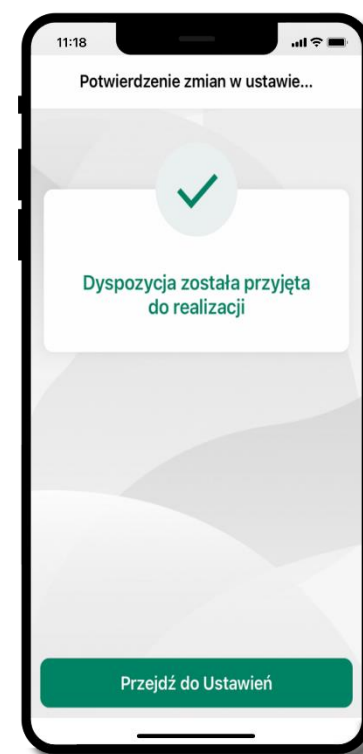 11:18
Potwierdzenie zmian w ustawie...
Dyspozycja została przyjęta
do realizacji
Przejdź do Ustawień